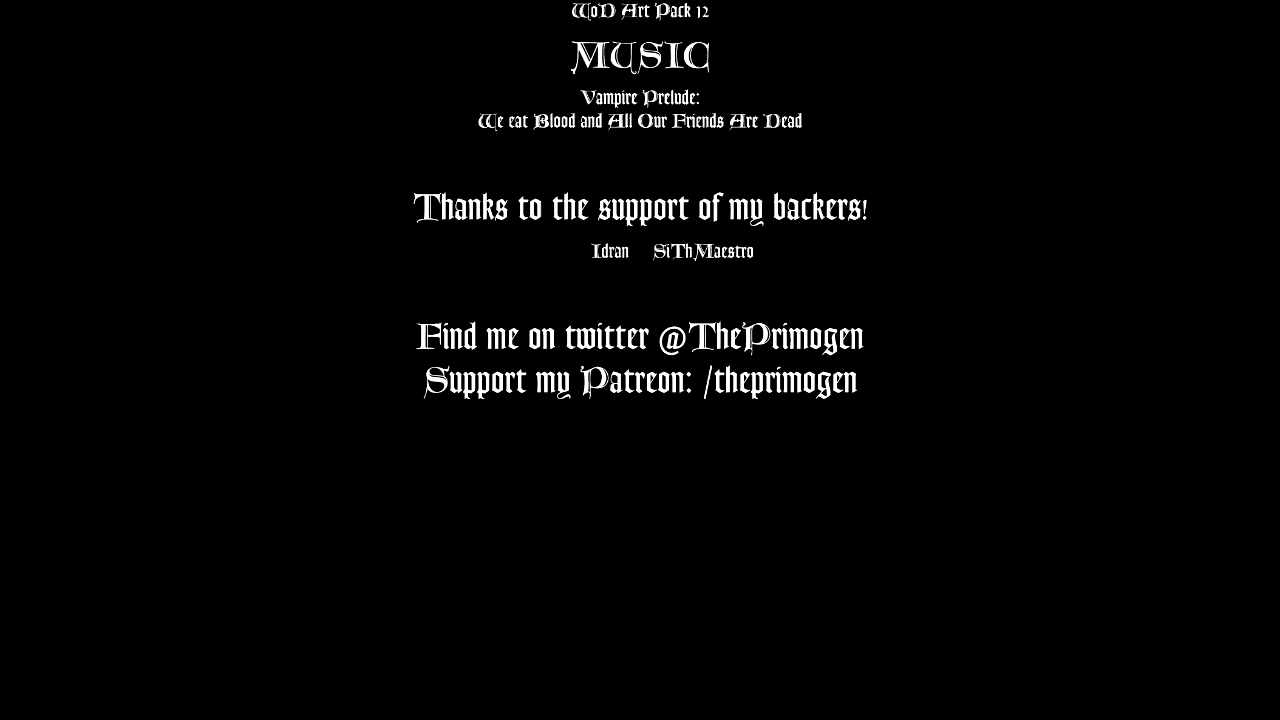 WoD Art Pack 12
MUSIC
Vampire Prelude:
We eat Blood and All Our Friends Are Dead
Thanks to the support of my backers!
Idran SiThMaestro
Find me on twitter @ThePrimogen
Support my Patreon: /theprimogen